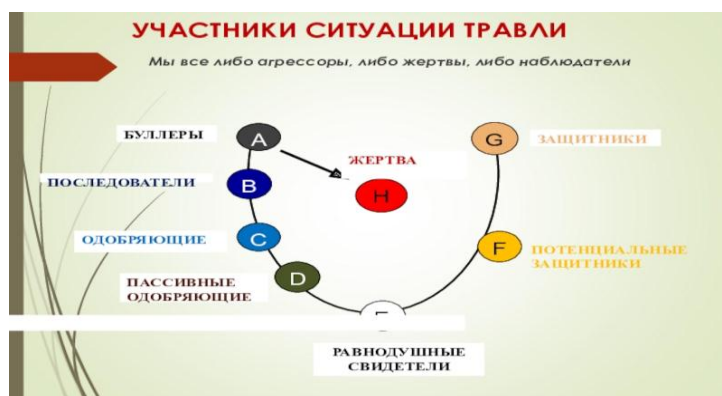 УЧАСТНИКИ СИТУАЦИИ ТРАВЛИ
Мы все либо агрессоры, либо жертвы, либо наблюдатели
БУЛЛЕРЫ
A
G
ЗАЩИТНИКИ
ЖЕРТВА
ПОСЛЕДОВАТЕЛИ
B
H
ОДОБРЯЮЩИЕ
C
F
ПОТЕНЦИАЛЬНЫЕ
ЗАЩИТНИКИ
ПАССИВНЫЕ
ОДОБРЯЮЩИЕ
D
РАВНОДУШНЫЕ
СВИДЕТЕЛИ